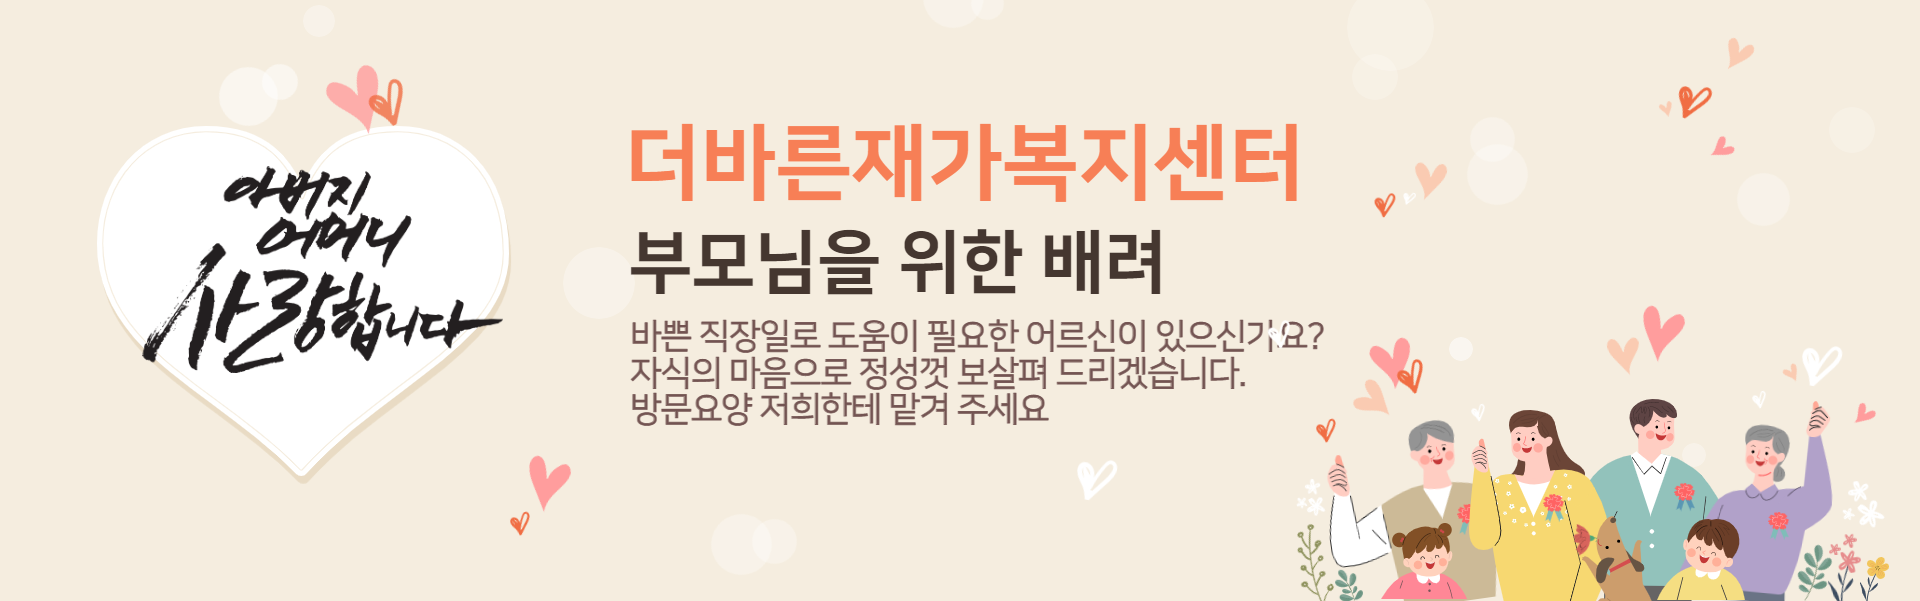 아버지
어머니
사랑합니다
더바른재가복지센터
부모님을 위한 배려
바쁜 직장일로 도움이 필요한 어르신이 있으신가요?
자식의 마음으로 정성껏 보살펴 드리겠습니다.
방문요양 저희한테 맡겨 주세요